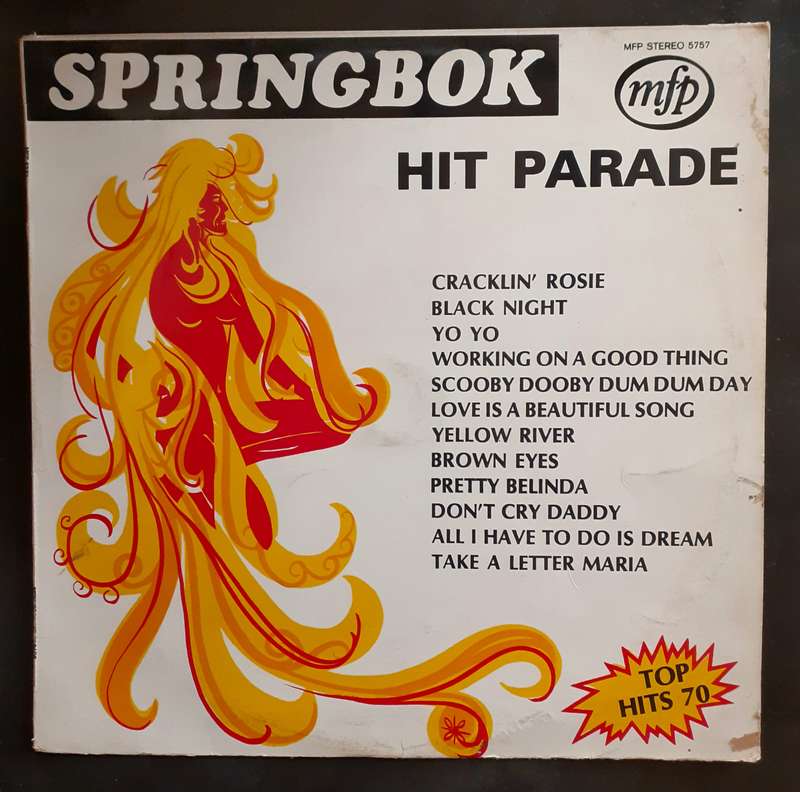 SPRINGBOK
MFP STEREO 5757
mfp
HIT PARADE
CRACKLIN' ROSIE
BLACK NIGHT
YO YO
WORKING ON A GOOD THING
SCOOBY DOOBY DUM DUM DAY
LOVE IS A BEAUTIFUL SONG
YELLOW RIVER
BROWN EYES
PRETTY BELINDA
DON'T CRY DADDY
ALL I HAVE TO DO IS DREAM
TAKE A LETTER MARIA
TOP
HITS 70